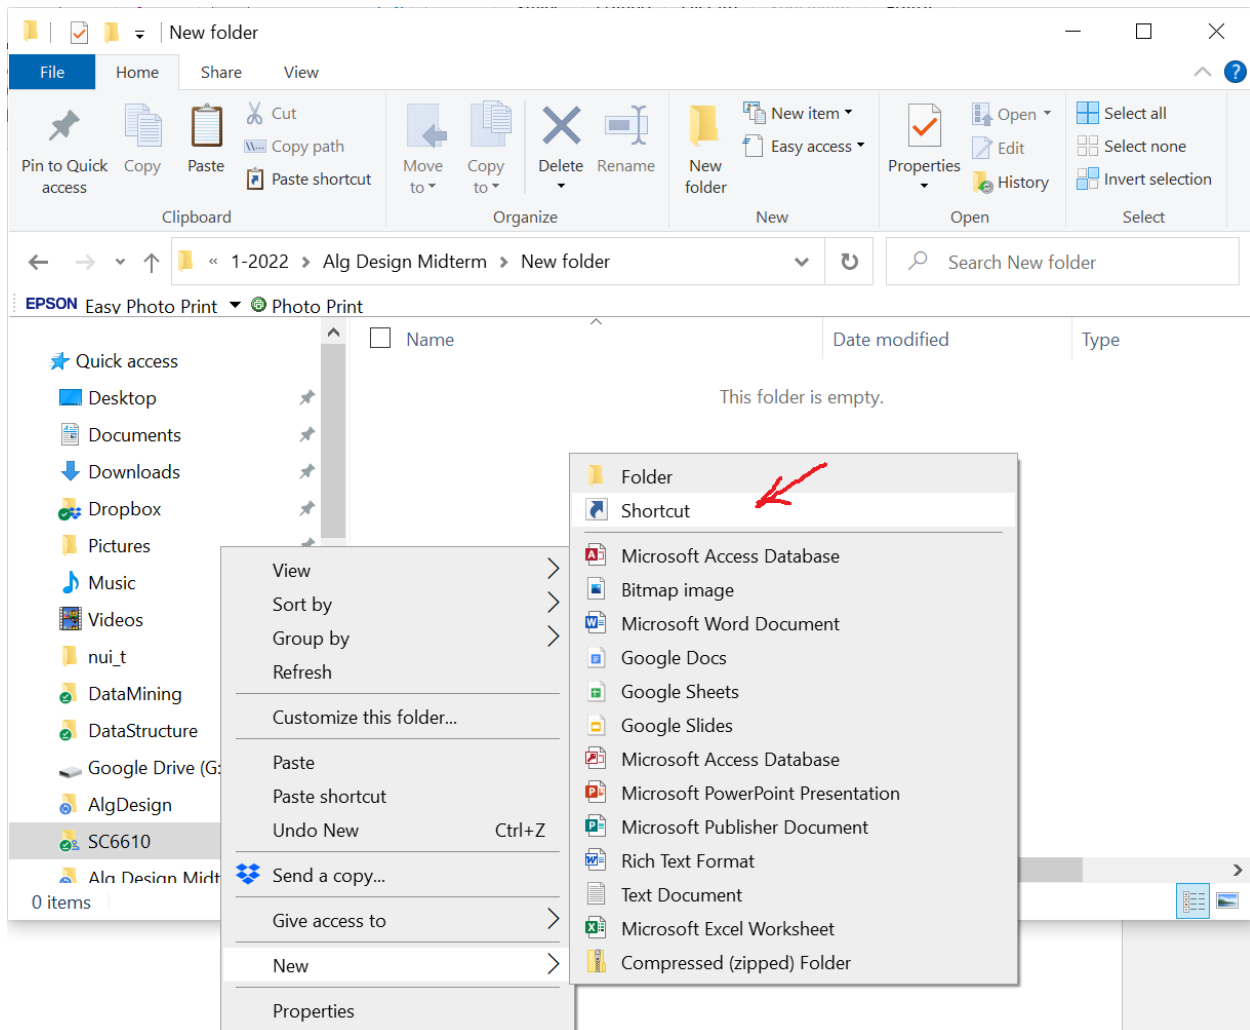 New folder
File Home Share View
Pin to Quick access
Copy
Paste
Cut
Copy path
Paste shortcut
Clipboard
Move to
Copy to
Delete
Rename
Organize
New folder
New item
Easy access
New
Properties
Open
Edit
History
Open
Select all
Select none
Invert selection
Select
« 1-2022 > Alg Design Midterm > New folder
Search New folder
EPSON Easy Photo Print Photo Print
Name Date modified Type
This folder is empty.
Quick access
Desktop
Documents
Downloads
Dropbox
Pictures
Music
Videos
nui_t
DataMining
DataStructure
Google Drive (G:
AlgDesign
SC6610
Alg Design Midt
0 items
View
Sort by
Group by
Refresh
Customize this folder...
Paste
Paste shortcut
Undo New Ctrl+Z
Send a copy...
Give access to
New
Properties
Folder
Shortcut
Microsoft Access Database
Bitmap image
Microsoft Word Document
Google Docs
Google Sheets
Google Slides
Microsoft Access Database
Microsoft PowerPoint Presentation
Microsoft Publisher Document
Rich Text Format
Text Document
Microsoft Excel Worksheet
Compressed (zipped) Folder